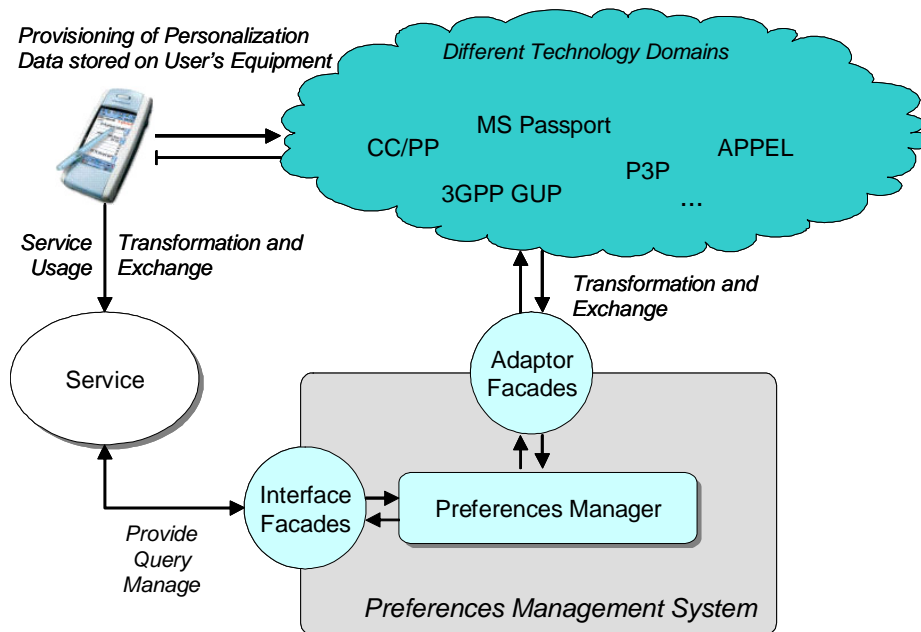 Provisioning of Personalization
Data stored on User's Equipment
Different Technology Domains
MS Passport
CC/PP
APPEL
P3P
3GPP GUP
...
Service
Usage
Transformation and
Exchange
Transformation and
Exchange
Adaptor
Facades
Service
Interface
Facades
Preferences Manager
Provide
Query
Manage
Preferences Management System